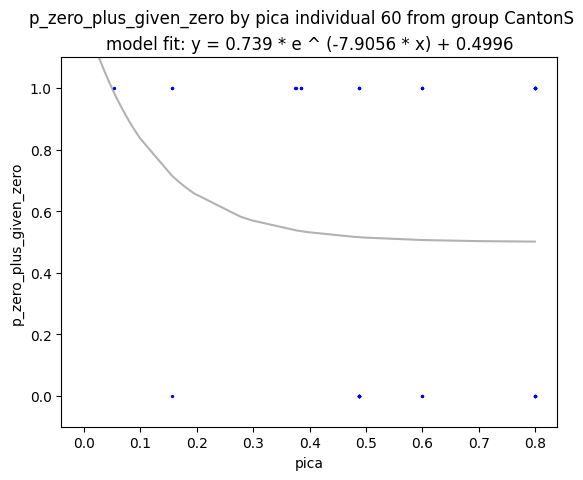 p_zero_plus_given_zero by pica individual 60 from group CantonS
model fit: y = 0.739 * e ^ (-7.9056 * x) + 0.4996
1.0
0.8
0.6
0.4
0.2
0.0
p_zero_plus_given_zero
0.0 0.1 0.2 0.3 0.4 0.5 0.6 0.7 0.8
pica